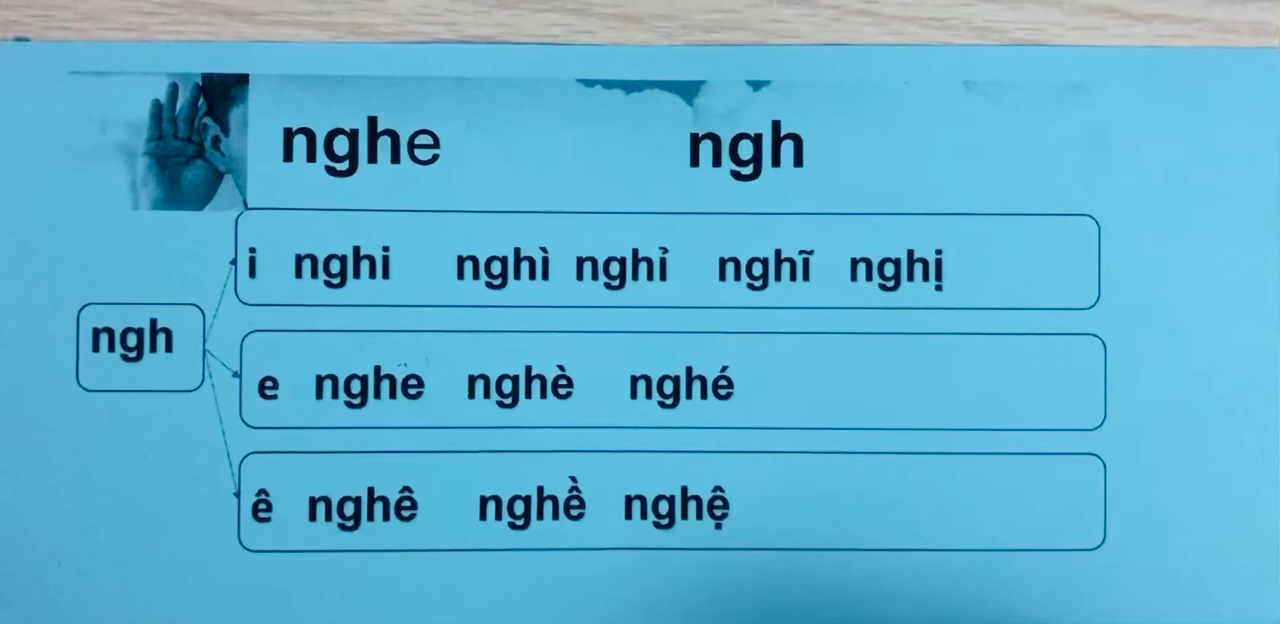 nghe ngh
i nghi nghì nghỉ nghĩ nghị
ngh
e nghe nghè nghé
ê nghê nghề nghệ